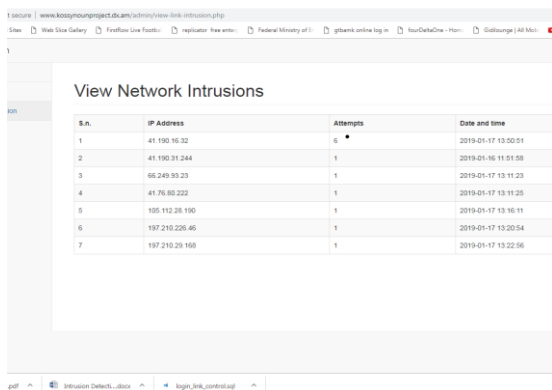 t secure | www.kossynounproject.dx.am/admin/view-link-intrusion.php
Sites Web Slice Gallery FirstRow Live Footba replicator free enter Federal Ministry of E gtbank online log in fourDeltaOne - Hom Gidilounge | All Mobi
n
ion
View Network Intrusions
S.n. IP Address Attempts Date and time
1 41.190.16.32 6 2019-01-17 13:50:51
2 41.190.31.244 1 2019-01-16 11:51:58
3 66.249.93.23 1 2019-01-17 13:11:23
4 41.76.80.222 1 2019-01-17 13:11:25
5 105.112.28.190 1 2019-01-17 13:16:11
6 197.210.226.46 1 2019-01-17 13:20:54
7 197.210.29.168 1 2019-01-17 13:22:56
.pdf Intrusion Detecti....docx login_link_control.sql